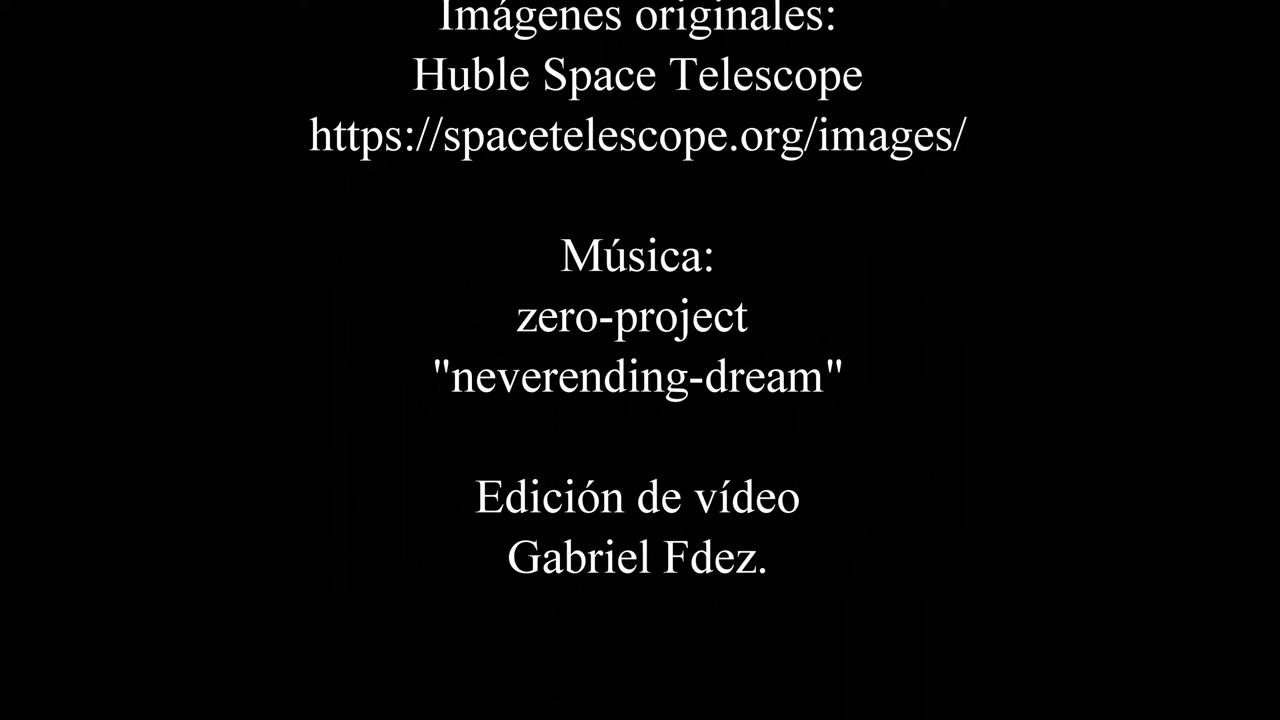 Imágenes originales:
Huble Space Telescope
https://spacetelescope.org/images/
Música:
zero-project
"neverending-dream"
Edición de vídeo
Gabriel Fdez.